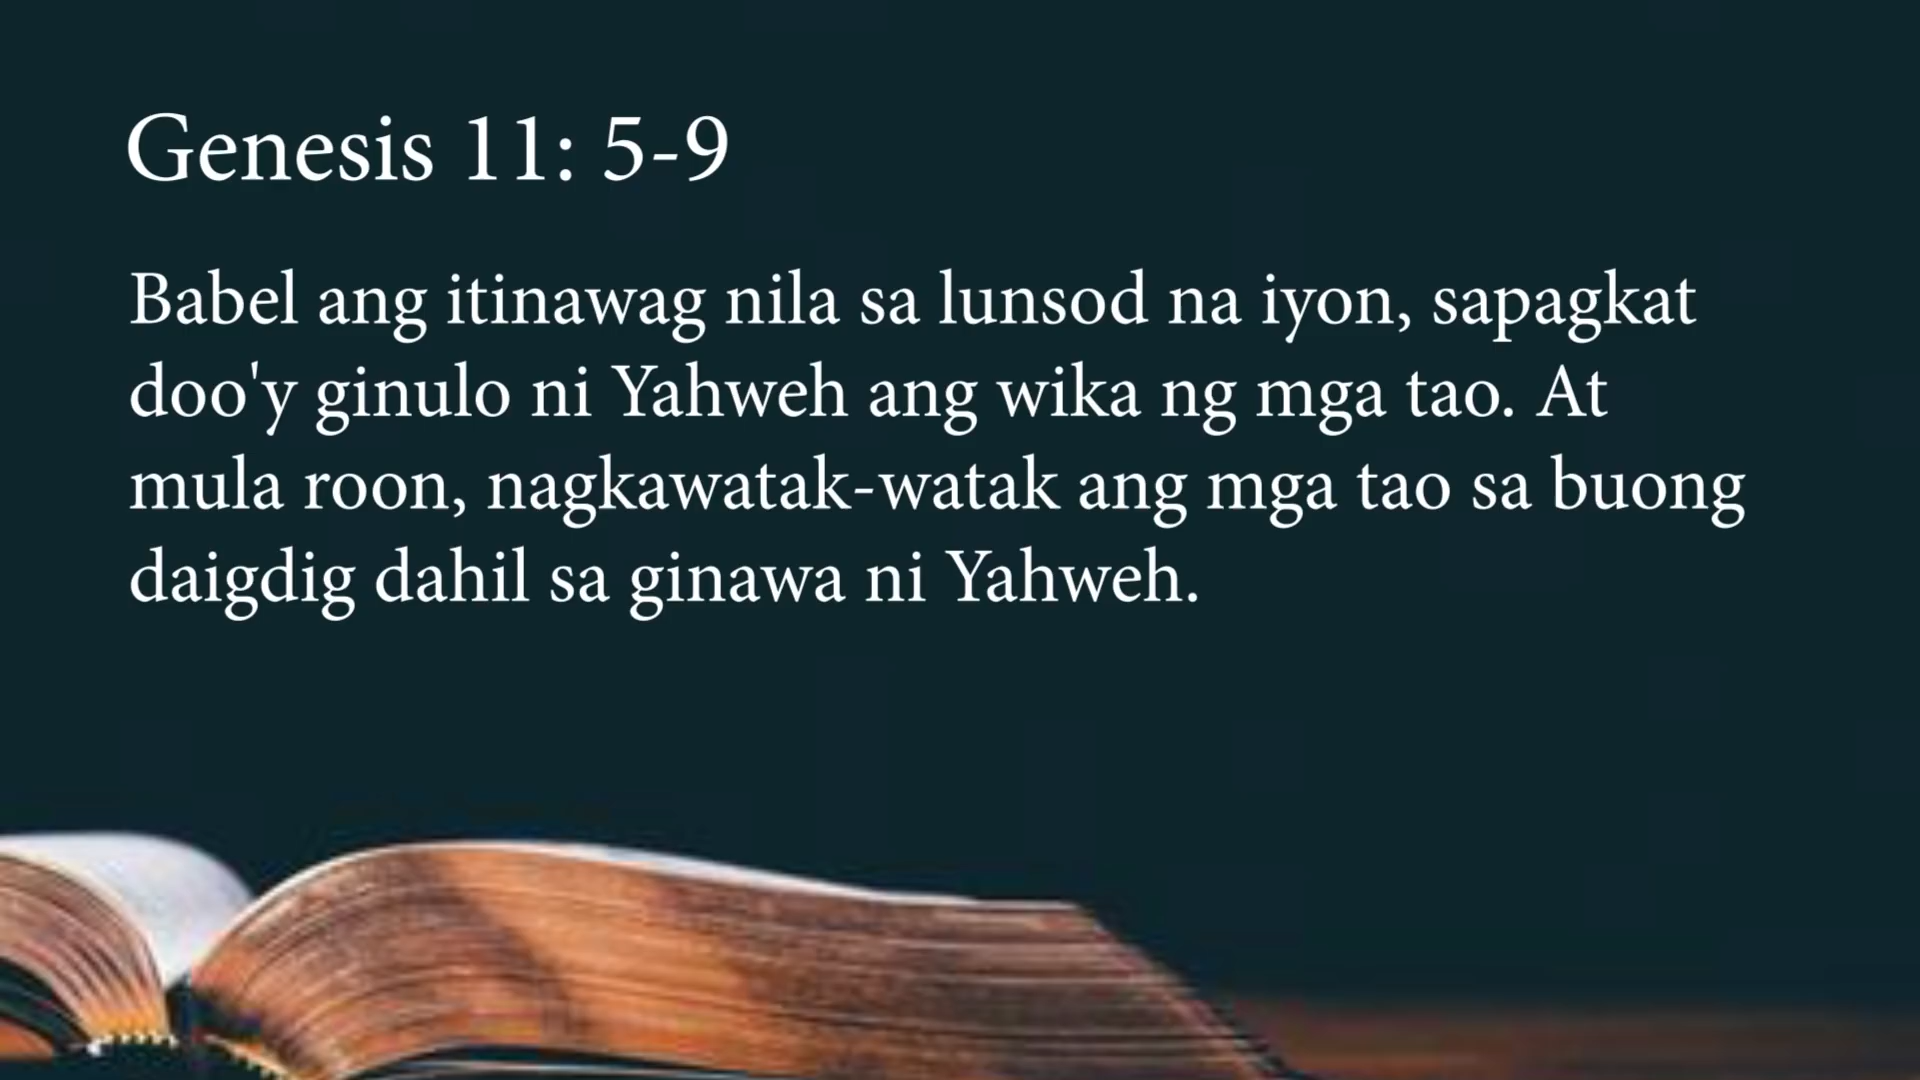 Genesis 11: 5-9
Babel ang itinawag nila sa lunsod na iyon, sapagkat
doo'y ginulo ni Yahweh ang wika ng mga tao. At
mula roon, nagkawatak-watak ang mga tao sa buong
daigdig dahil sa ginawa ni Yahweh.